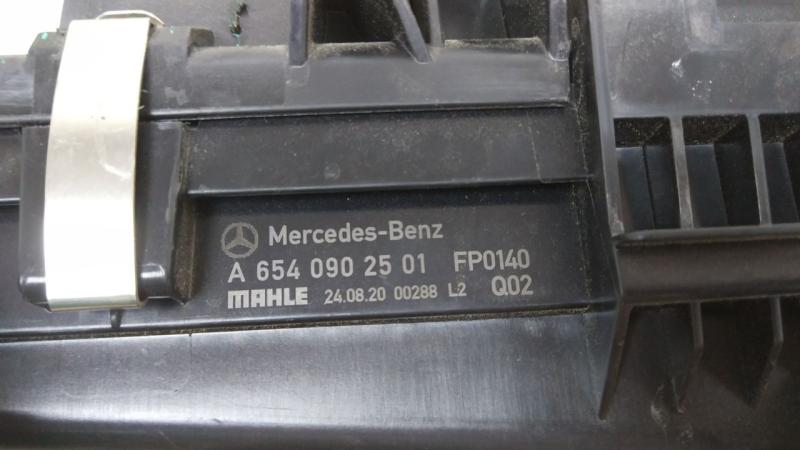 Mercedes-Benz
A 654 090 25 01 FP0140
MAHLE 24.08.20 00288 L2 Q02